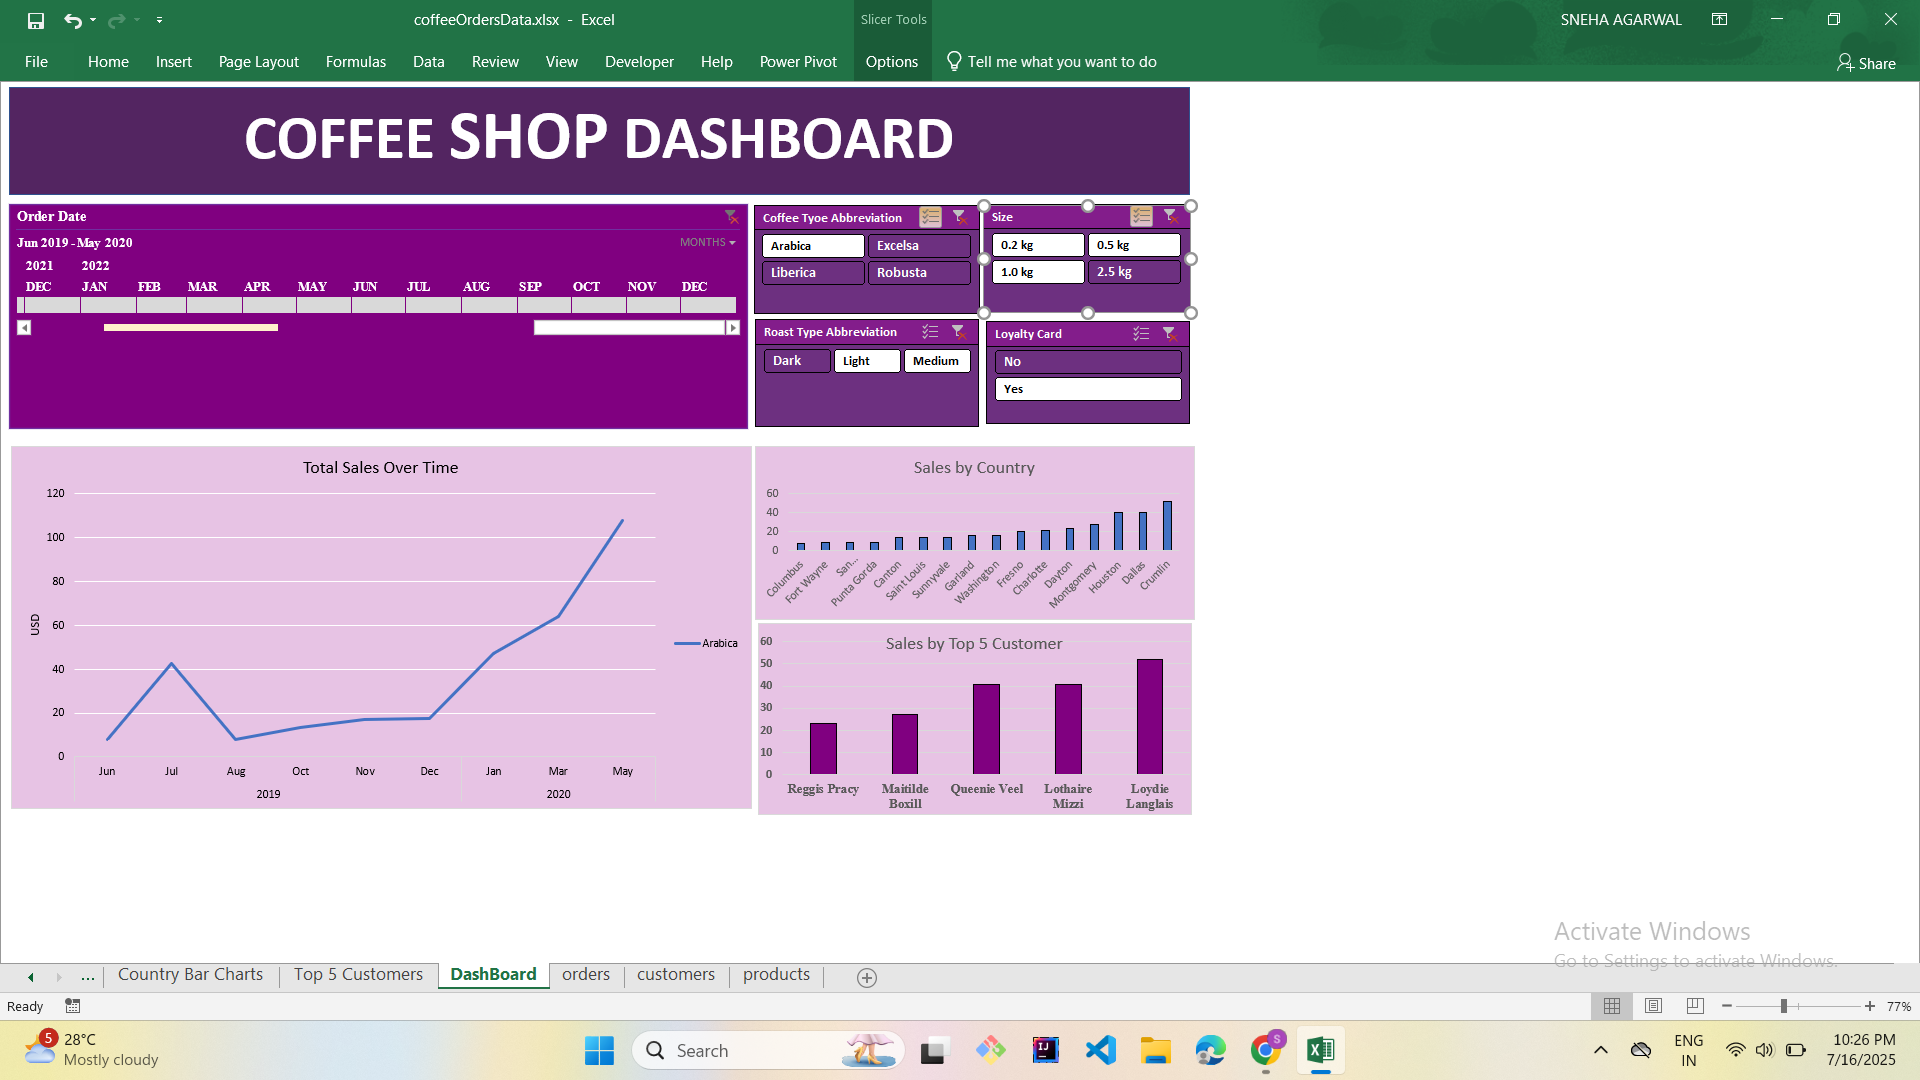 coffeeOrdersData.xlsx - Excel
Slicer Tools
SNEHA AGARWAL
File Home Insert Page Layout Formulas Data Review View Developer Help Power Pivot Options Tell me what you want to do
Share
COFFEE SHOP DASHBOARD
Order Date
Jun 2019 - May 2020
MONTHS
2021 2022
DEC JAN FEB MAR APR MAY JUN JUL AUG SEP OCT NOV DEC
Coffee Tyoe Abbreviation
Arabica Excelsa
Liberica Robusta
Size
0.2 kg 0.5 kg
1.0 kg 2.5 kg
Roast Type Abbreviation
Dark Light Medium
Loyalty Card
No
Yes
Total Sales Over Time
120
100
80
60
40
20
0
USD
Jun Jul Aug Oct Nov Dec Jan Mar May
2019 2020
Arabica
Sales by Country
60
40
20
0
Columbus Fort Wayne San... Punta Gorda Canton Saint Louis Sunnyvale Garland Washington Fresno Charlotte Dayton Montgomery Houston Dallas Crumlin
Sales by Top 5 Customer
60
50
40
30
20
10
0
Reggis Pracy Maitilde Boxill Queenie Veel Lothaire Mizzi Loydie Langlais
Activate Windows
Go to Settings to activate Windows.
... Country Bar Charts Top 5 Customers DashBoard orders customers products
Ready
77%
5
28°C
Mostly cloudy
Search
IJ
S
ENG
IN
10:26 PM
7/16/2025